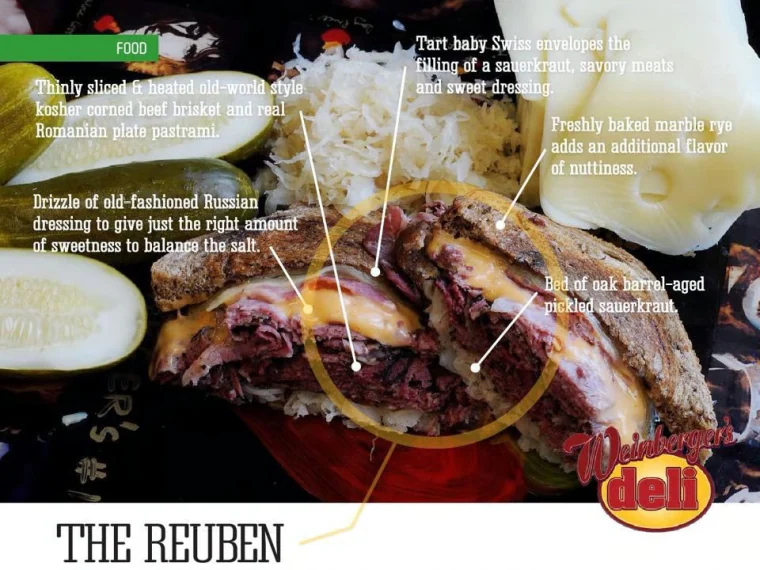 FOOD
Thinly sliced & heated old-world style
kosher corned beef brisket and real
Romanian plate pastrami.
Tart baby Swiss envelopes the
filling of a sauerkraut, savory meats
and sweet dressing.
Freshly baked marble rye
adds an additional flavor
of nuttiness.
Drizzle of old-fashioned Russian
dressing to give just the right amount
of sweetness to balance the salt.
Bed of oak barrel-aged
pickled sauerkraut.
ER'S #1
Weinberger's
deli
THE REUBEN